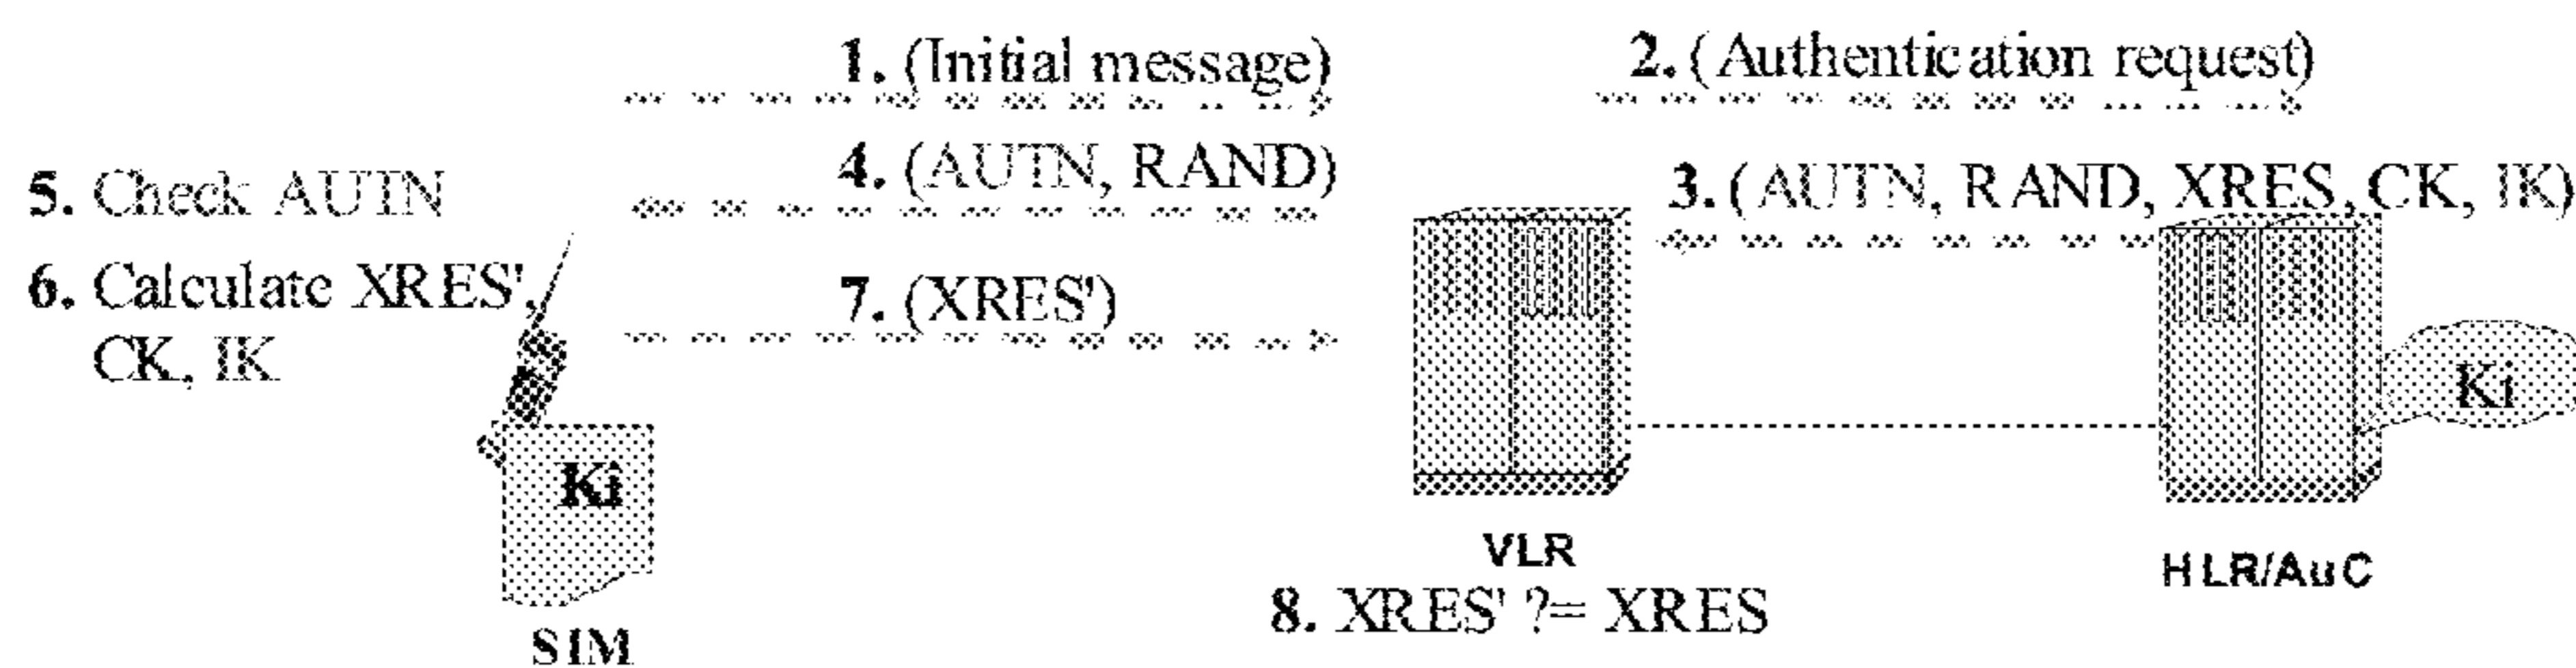 1. (Initial message)
2. (Authentication request)
4. (AUTN, RAND)
3. (AUTN, RAND, XRES, CK, IK)
5. Check AUTN
6. Calculate XRES',
CK, IK
7. (XRES')
Ki
Ki
VLR
HLR/AuC
8. XRES' ?= XRES
SIM